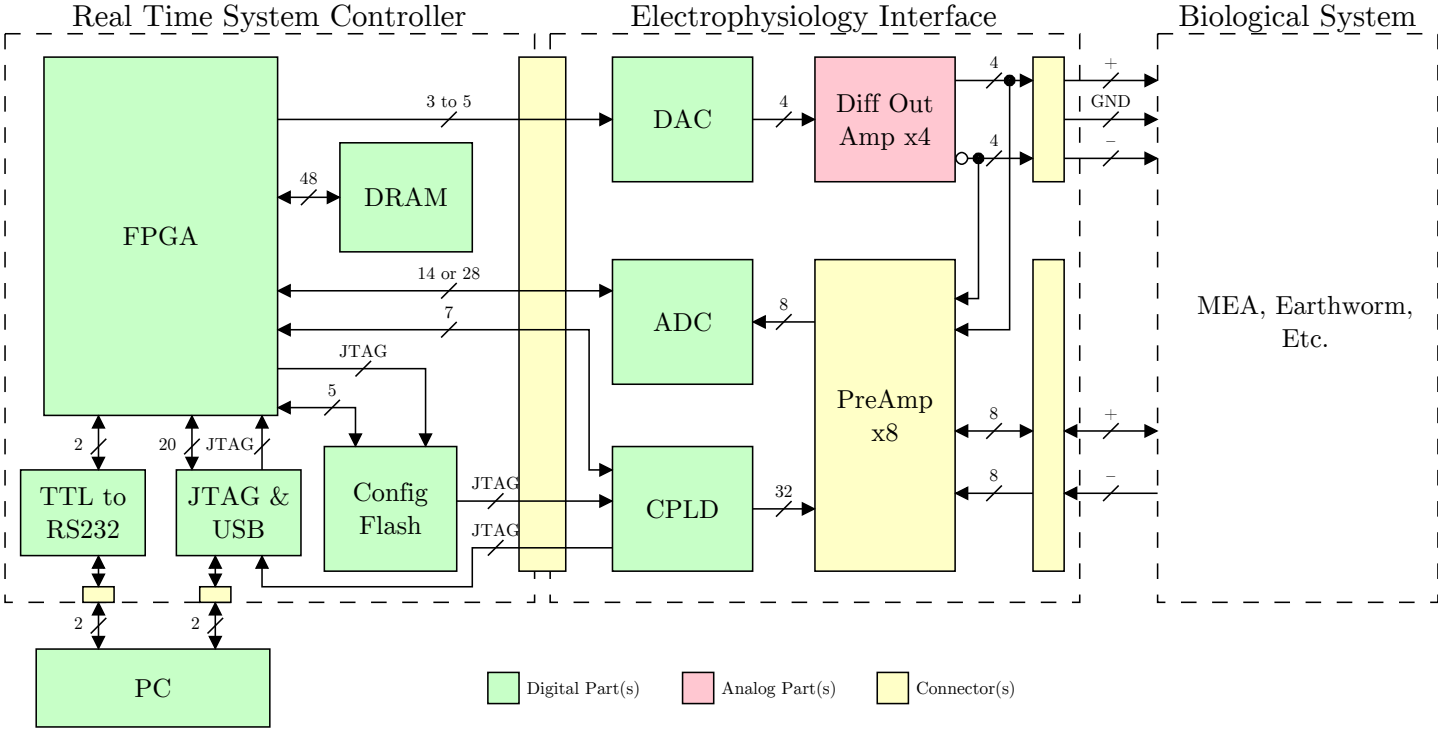 Real Time System Controller
Electrophysiology Interface
Biological System
FPGA
3 to 5
DAC
4
Diff Out
Amp x4
4
4
+
GND
−
48
DRAM
14 or 28
7
ADC
8
PreAmp
x8
MEA, Earthworm,
Etc.
JTAG
5
8
+
8
−
2
20
JTAG
TTL to
RS232
JTAG &
USB
Config
Flash
JTAG
JTAG
CPLD
32
2
2
PC
Digital Part(s)
Analog Part(s)
Connector(s)